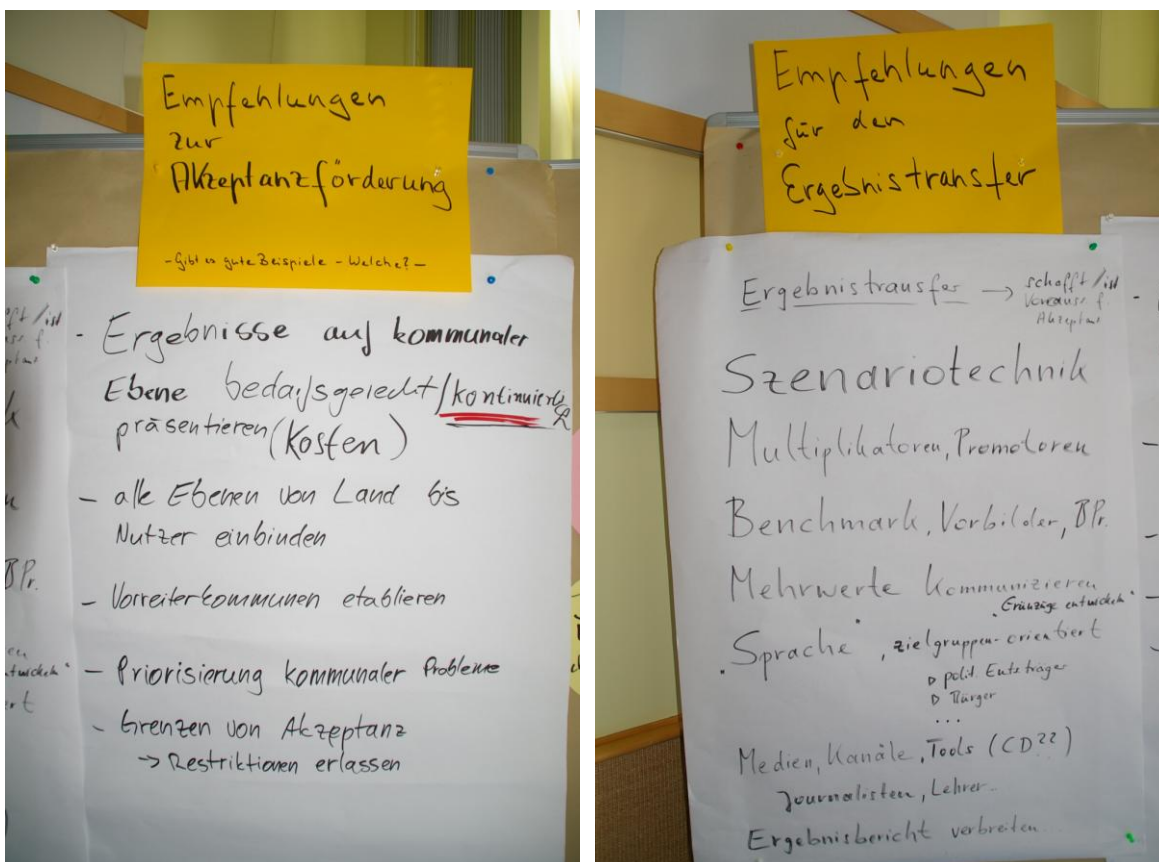 Empfehlungen
zur
Akzeptanzförderung
- Gibt es gute Beispiele - Welche? -
- Ergebnisse auf kommunaler
Ebene bedarfsgerecht/kontinuierlich
präsentieren (Kosten)
- alle Ebenen von Land bis
Nutzer einbinden
- Vorreiterkommunen etablieren
- Priorisierung kommunaler Probleme
- Grenzen von Akzeptanz
→ Restriktionen erlassen
BPr.
Empfehlungen
für den
Ergebnistransfer
Ergebnistransfer → schafft/ist
Vorauss. f.
Akzeptanz
Szenariotechnik
Multiplikatoren, Promotoren
Benchmark, Vorbilder, BPr.
Mehrwerte kommunizieren
entwickeln"
"Sprache", zielgruppen-orientiert
▷ polit. Entsträger
▷ Bürger
...
Medien, Kanäle, Tools (CD??)
Journalisten, Lehrer..
Ergebnisbericht verbreiten...